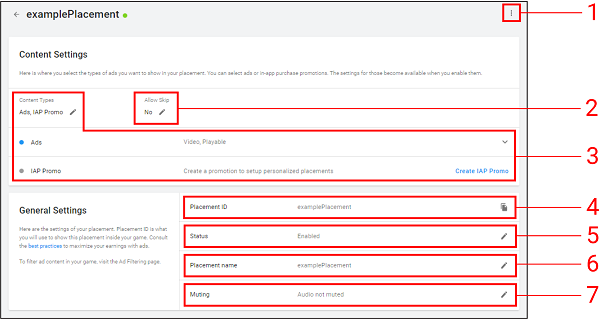 ← examplePlacement
1
Content Settings
Here is where you select the types of ads you want to show in your placement. You can select ads or in-app purchase promotions. The settings for those become available when you enable them.
Content Types
Allow Skip
Ads, IAP Promo
No
2
Ads
Video, Playable
3
IAP Promo
Create a promotion to setup personalized placements
Create IAP Promo
General Settings
Placement ID
examplePlacement
4
Here are the settings of your placement. Placement ID is what
you will use to show this placement inside your game. Consult
the best practices to maximize your earnings with ads.
Status
Enabled
5
To filter ad content in your game, visit the Ad Filtering page.
Placement name
examplePlacement
6
Muting
Audio not muted
7